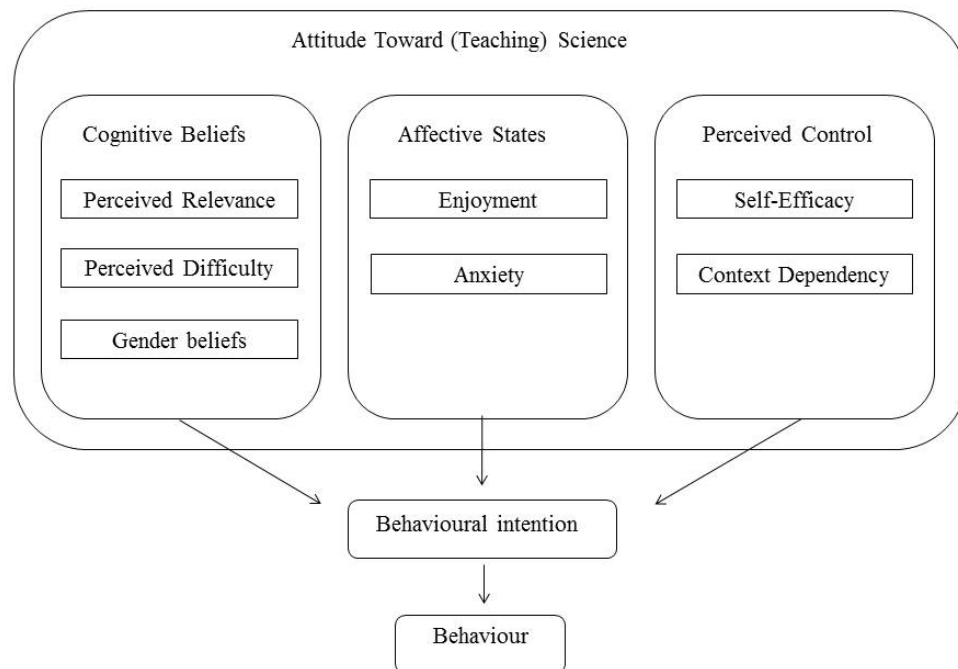 Attitude Toward (Teaching) Science
Cognitive Beliefs
Perceived Relevance
Perceived Difficulty
Gender beliefs
Affective States
Enjoyment
Anxiety
Perceived Control
Self-Efficacy
Context Dependency
Behavioural intention
Behaviour